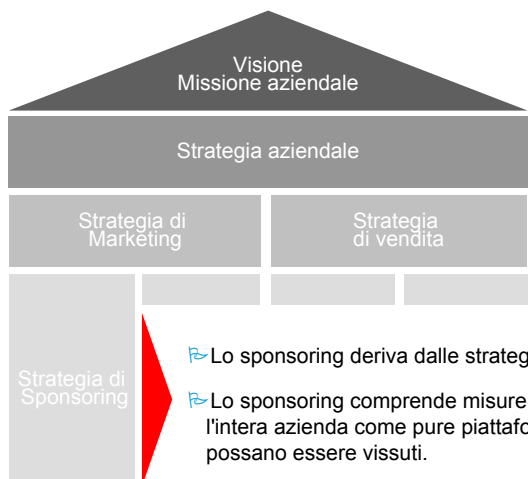 Visione
Missione aziendale
Strategia aziendale
Strategia di
Marketing
Strategia
di vendita
Strategia di
Sponsoring
Lo sponsoring deriva dalle strateg
Lo sponsoring comprende misure
l'intera azienda come pure piattafo
possano essere vissuti.